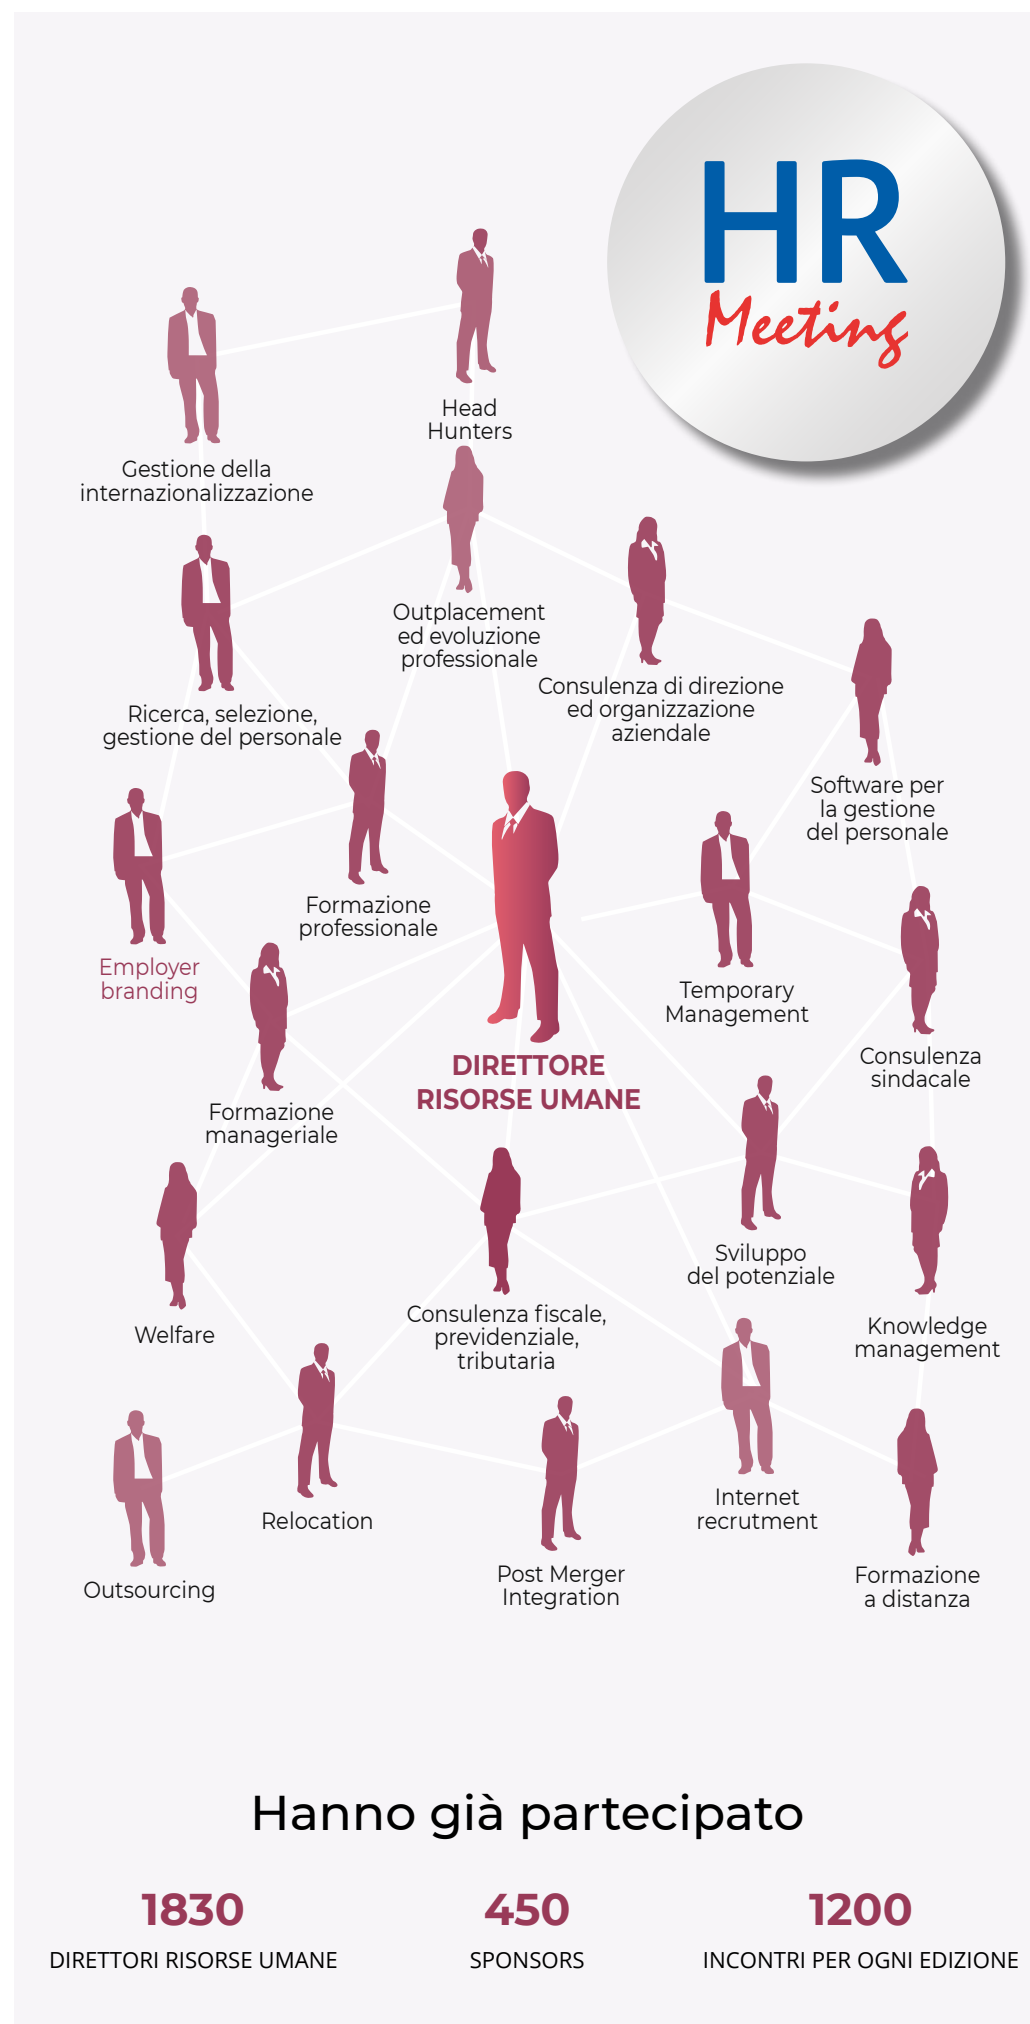 HR
Meeting
Head
Hunters
Gestione della
internazionalizzazione
Outplacement
ed evoluzione
professionale
Consulenza di direzione
ed organizzazione
aziendale
Ricerca, selezione,
gestione del personale
Software per
la gestione
del personale
Formazione
professionale
Employer
branding
Temporary
Management
DIRETTORE
RISORSE UMANE
Consulenza
sindacale
Formazione
manageriale
Sviluppo
del potenziale
Welfare
Consulenza fiscale,
previdenziale,
tributaria
Knowledge
management
Relocation
Internet
recrutment
Outsourcing
Post Merger
Integration
Formazione
a distanza
Hanno già partecipato
1830
DIRETTORI RISORSE UMANE
450
SPONSORS
1200
INCONTRI PER OGNI EDIZIONE